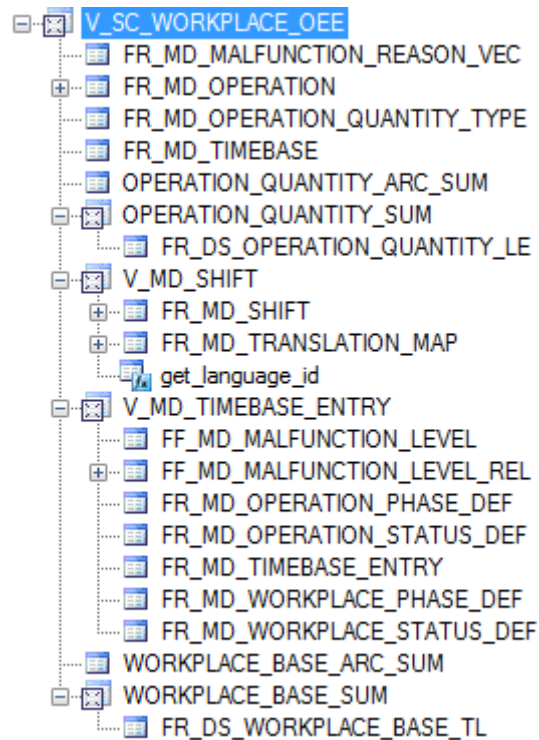 V_SC_WORKPLACE_OEE
FR_MD_MALFUNCTION_REASON_VEC
FR_MD_OPERATION
FR_MD_OPERATION_QUANTITY_TYPE
FR_MD_TIMEBASE
OPERATION_QUANTITY_ARC_SUM
OPERATION_QUANTITY_SUM
FR_DS_OPERATION_QUANTITY_LE
V_MD_SHIFT
FR_MD_SHIFT
FR_MD_TRANSLATION_MAP
get_language_id
V_MD_TIMEBASE_ENTRY
FF_MD_MALFUNCTION_LEVEL
FF_MD_MALFUNCTION_LEVEL_REL
FR_MD_OPERATION_PHASE_DEF
FR_MD_OPERATION_STATUS_DEF
FR_MD_TIMEBASE_ENTRY
FR_MD_WORKPLACE_PHASE_DEF
FR_MD_WORKPLACE_STATUS_DEF
WORKPLACE_BASE_ARC_SUM
WORKPLACE_BASE_SUM
FR_DS_WORKPLACE_BASE_TL